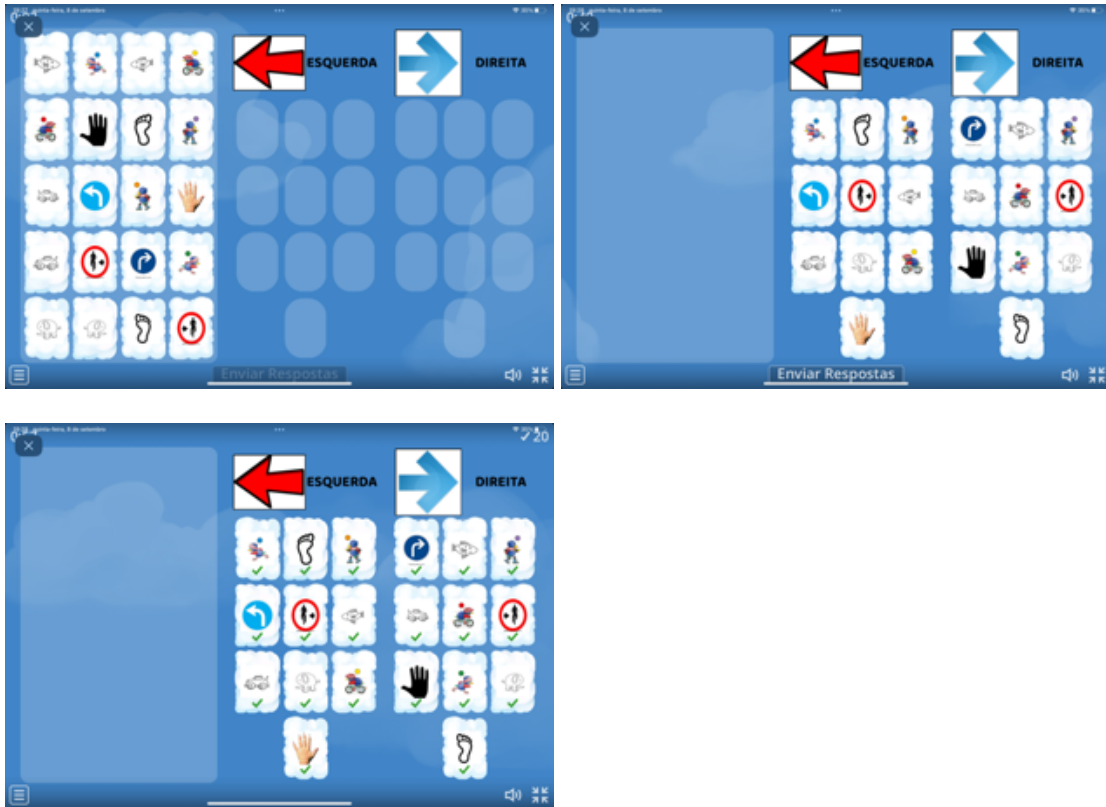 ESQUERDA
DIREITA
Enviar Respostas
ESQUERDA
DIREITA
Enviar Respostas
20
ESQUERDA
DIREITA